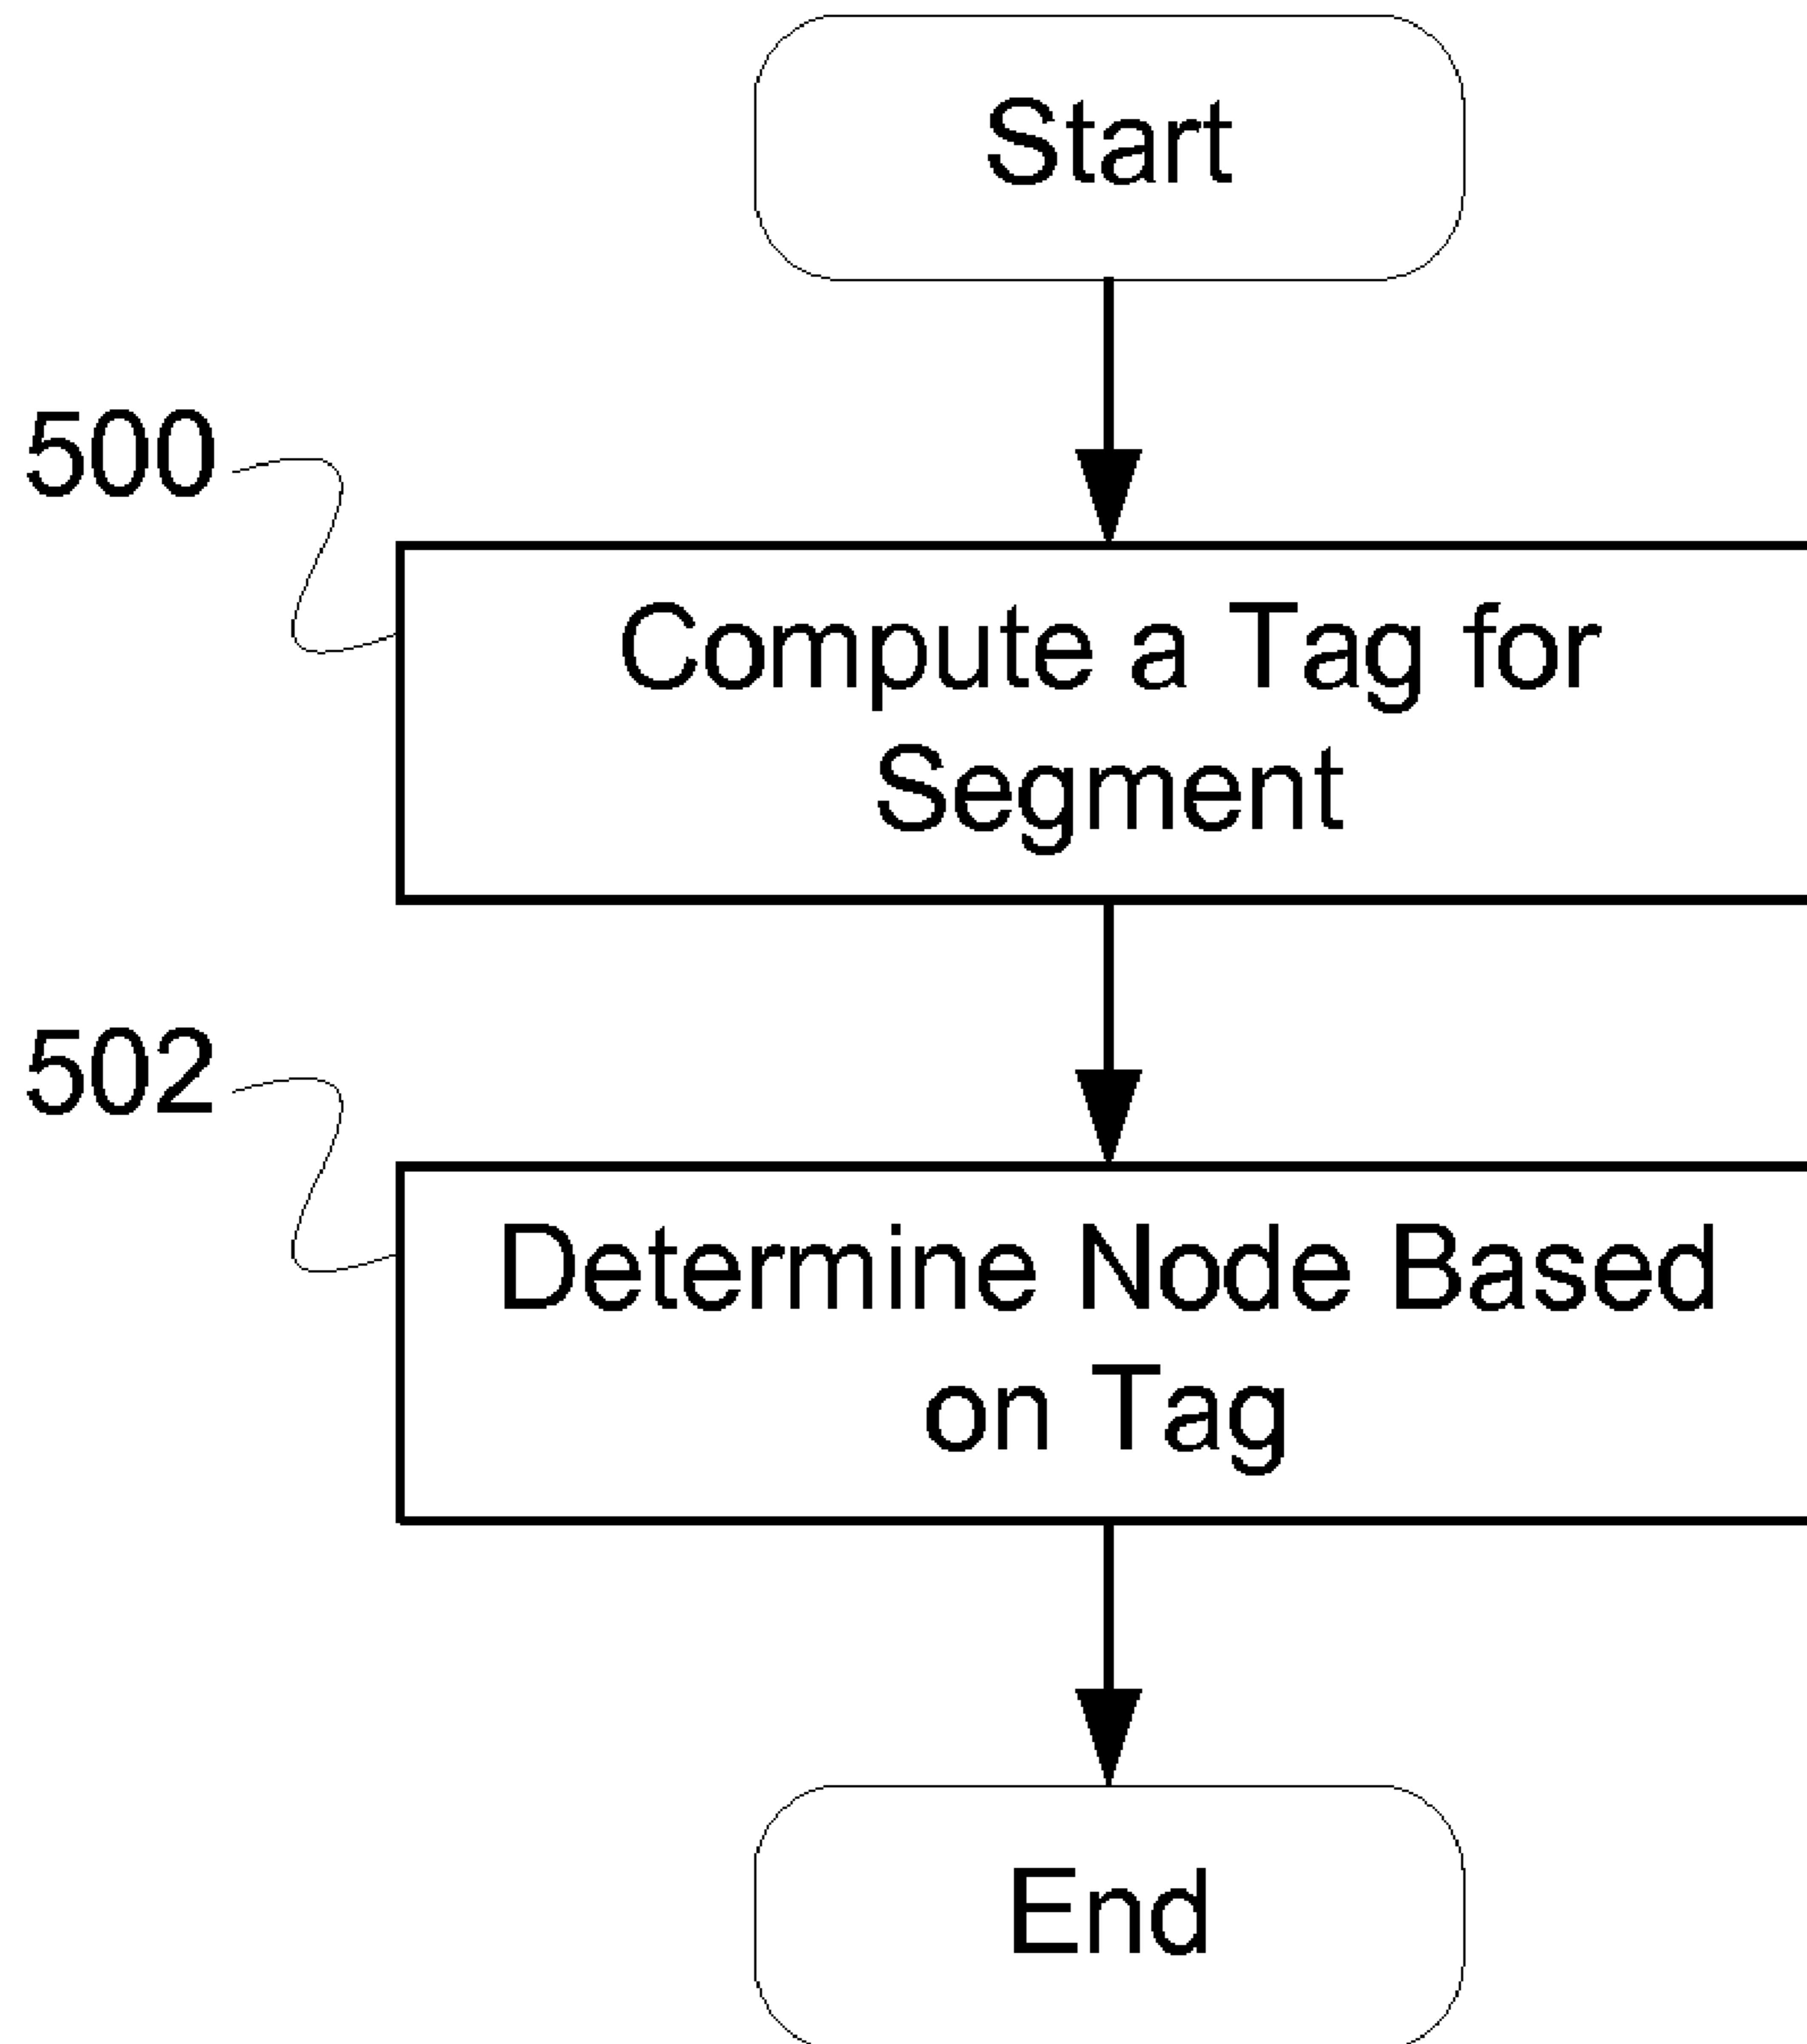 Start
500
Compute a Tag for
Segment
502
Determine Node Based
on Tag
End